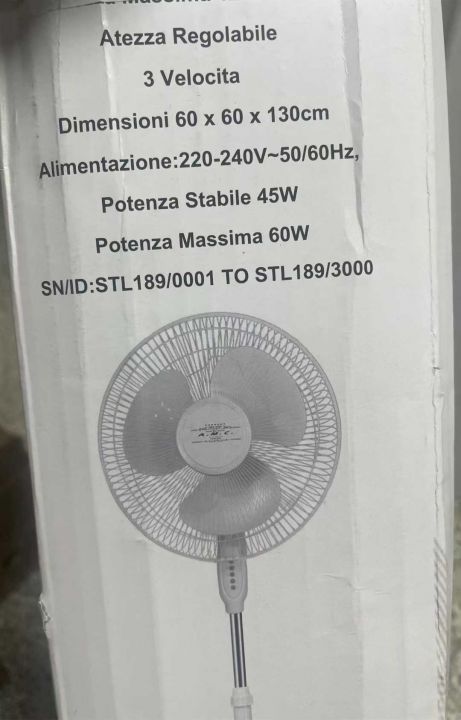 Massima
Atezza Regolabile
3 Velocita
Dimensioni 60 x 60 x 130cm
Alimentazione:220-240V~50/60Hz,
Potenza Stabile 45W
Potenza Massima 60W
SN/ID:STL189/0001 TO STL189/3000
A.M.C.